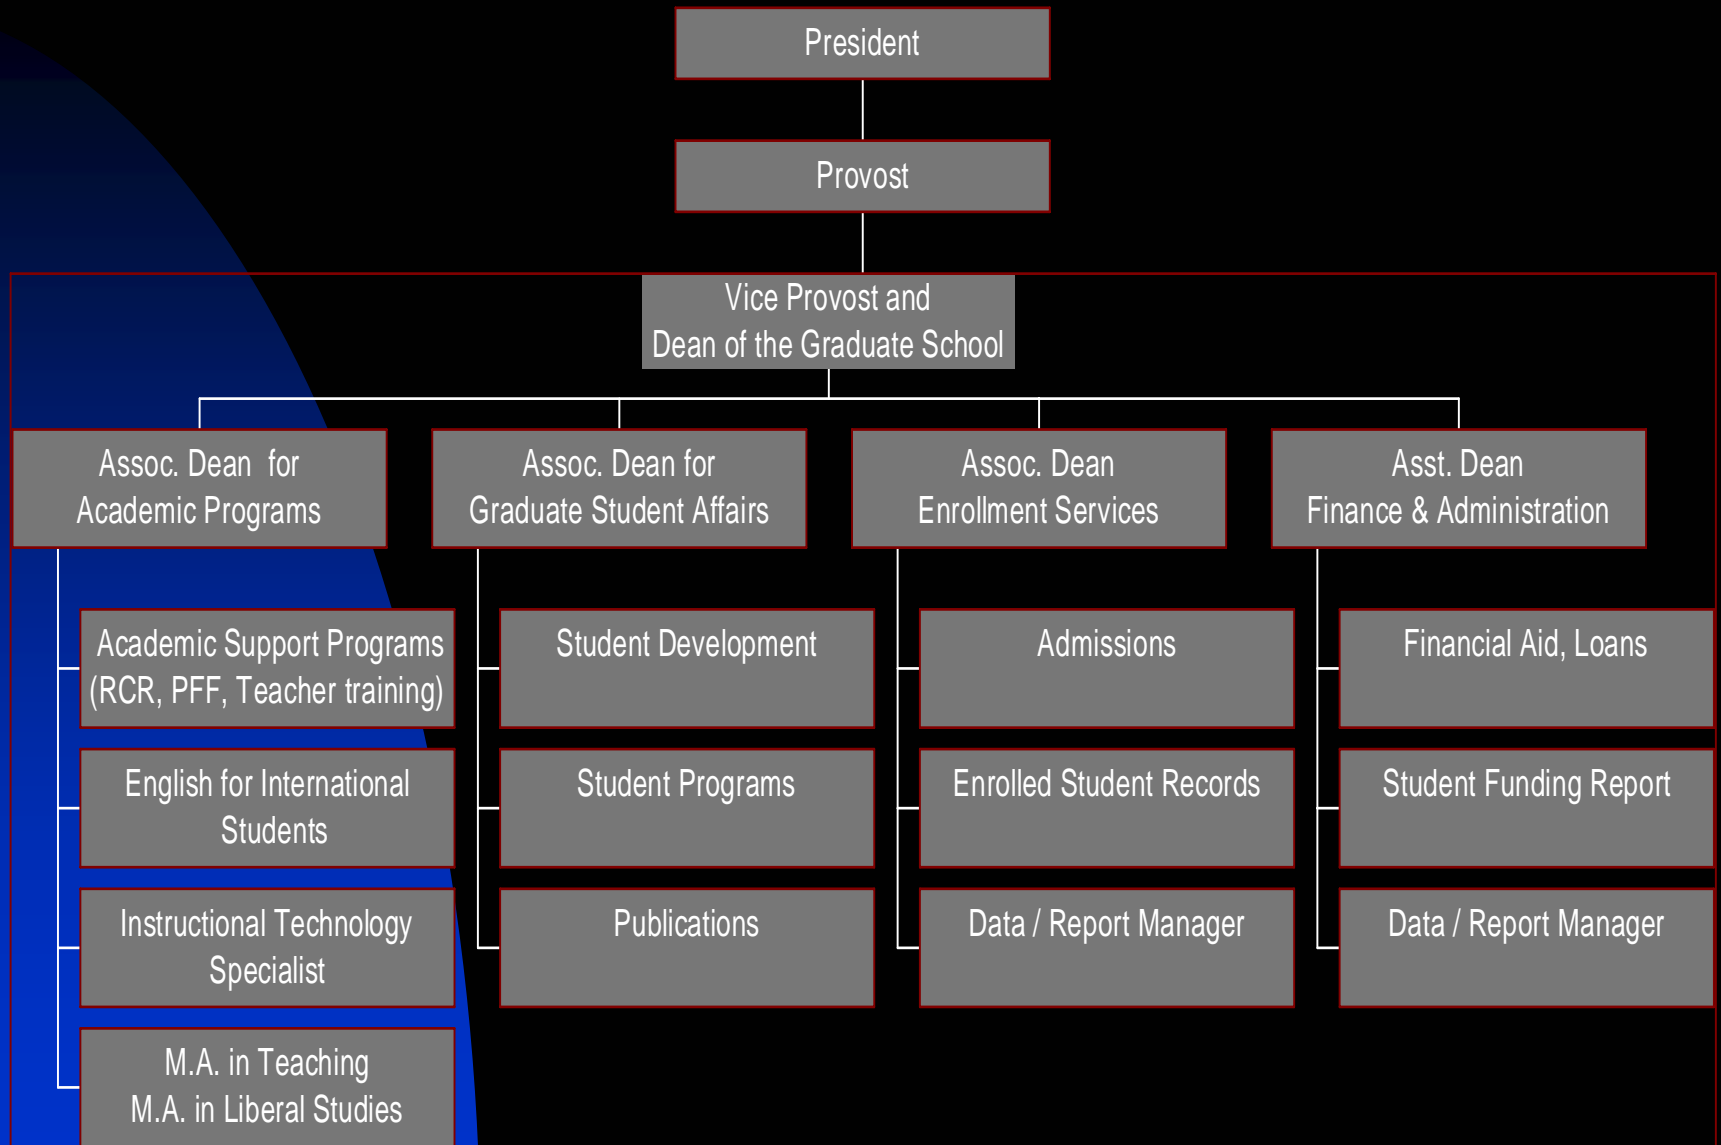 President
Provost
Vice Provost and
Dean of the Graduate School
Assoc. Dean for
Academic Programs
Assoc. Dean for
Graduate Student Affairs
Assoc. Dean
Enrollment Services
Asst. Dean
Finance & Administration
Academic Support Programs
(RCR, PFF, Teacher training)
English for International
Students
Instructional Technology
Specialist
M.A. in Teaching
M.A. in Liberal Studies
Student Development
Student Programs
Publications
Admissions
Enrolled Student Records
Data / Report Manager
Financial Aid, Loans
Student Funding Report
Data / Report Manager